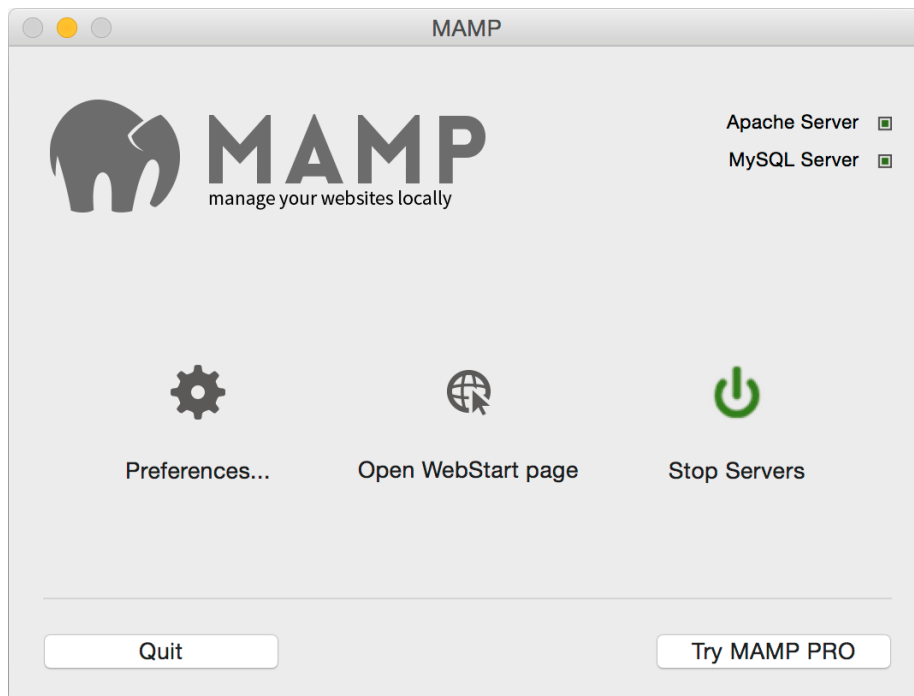 MAMP
MAMP
manage your websites locally
Apache Server
MySQL Server
Preferences...
Open WebStart page
Stop Servers
Quit
Try MAMP PRO